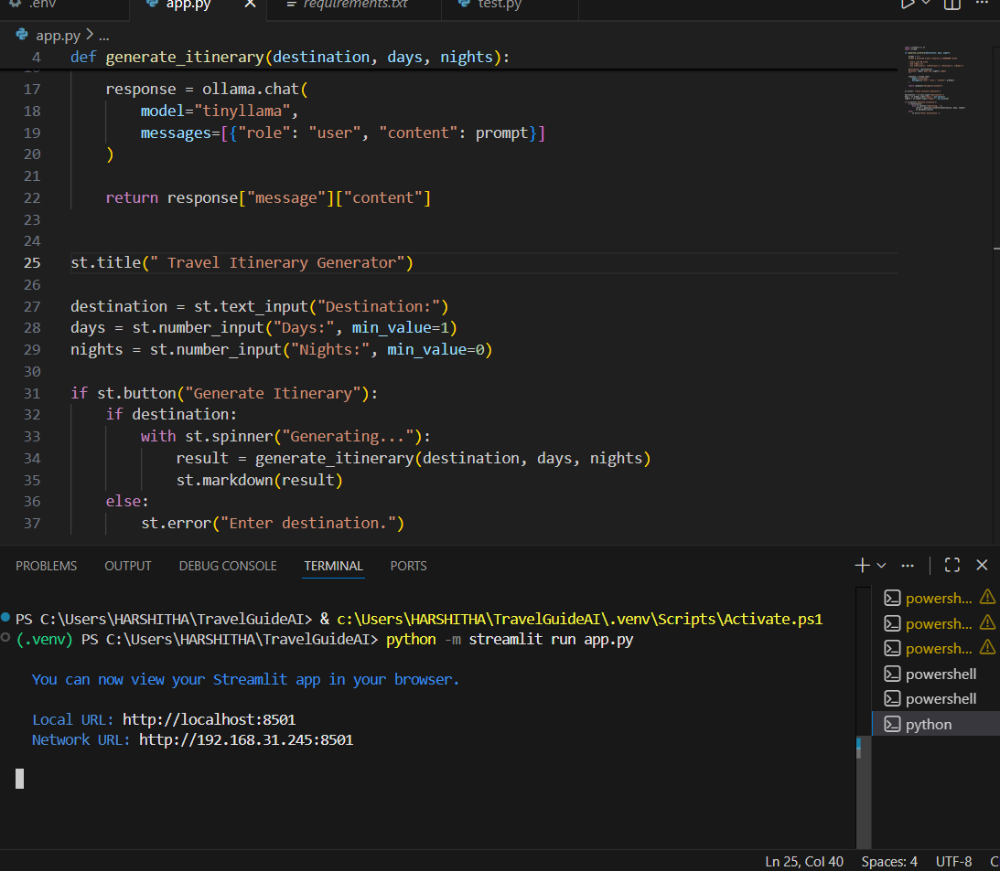 .env app.py requirements.txt test.py
app.py > ...
4 def generate_itinerary(destination, days, nights):
17 response = ollama.chat(
18 model="tinyllama",
19 messages=[{"role": "user", "content": prompt}]
20 )
21
22 return response["message"]["content"]
23
24
25 st.title(" Travel Itinerary Generator")
26
27 destination = st.text_input("Destination:")
28 days = st.number_input("Days:", min_value=1)
29 nights = st.number_input("Nights:", min_value=0)
30
31 if st.button("Generate Itinerary"):
32 if destination:
33 with st.spinner("Generating..."):
34 result = generate_itinerary(destination, days, nights)
35 st.markdown(result)
36 else:
37 st.error("Enter destination.")
PROBLEMS OUTPUT DEBUG CONSOLE TERMINAL PORTS
PS C:\Users\HARSHITHA\TravelGuideAI> & c:\Users\HARSHITHA\TravelGuideAI\.venv\Scripts\Activate.ps1
(.venv) PS C:\Users\HARSHITHA\TravelGuideAI> python -m streamlit run app.py
You can now view your Streamlit app in your browser.
Local URL: http://localhost:8501
Network URL: http://192.168.31.245:8501
powersh...
powersh...
powersh...
powershell
powershell
python
Ln 25, Col 40 Spaces: 4 UTF-8 C